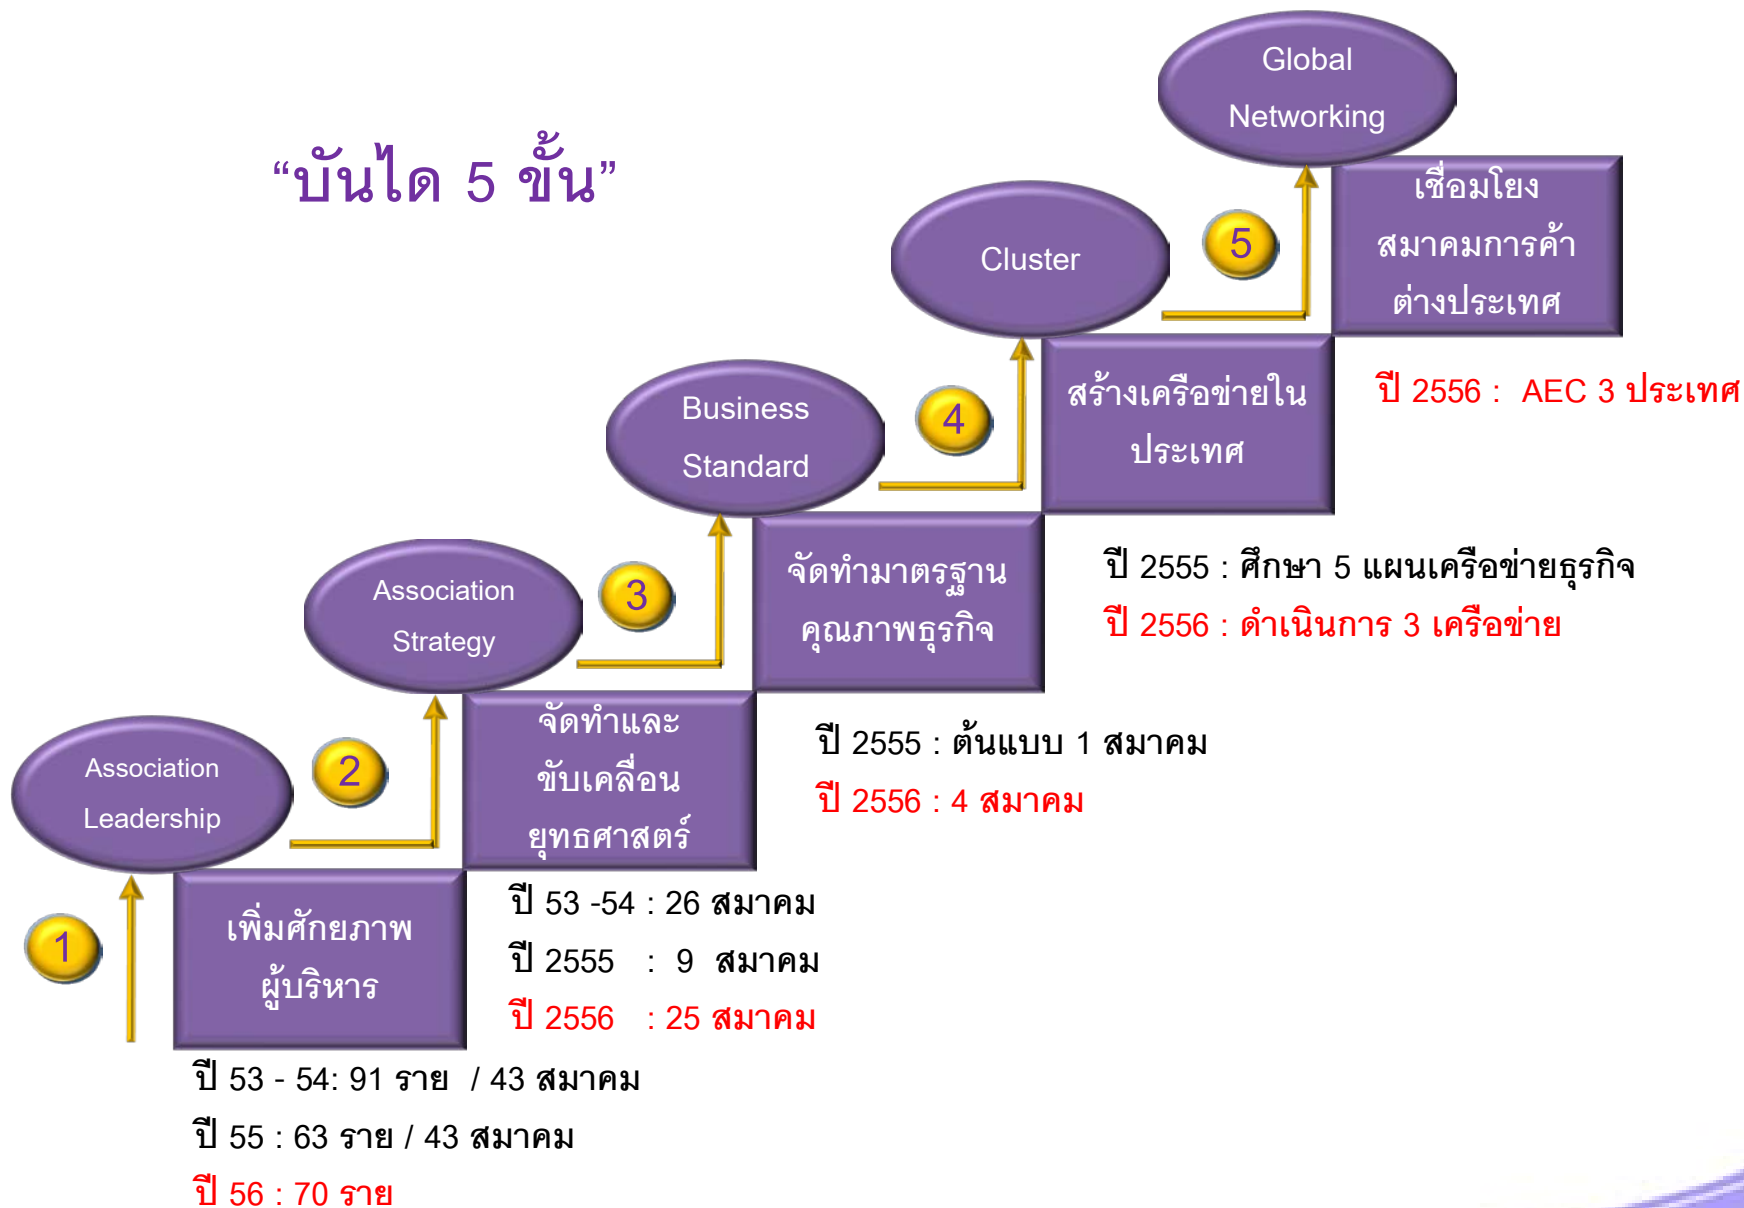 “บันได 5 ขั้น”
1
Association
Leadership
เพิ่มศักยภาพ
ผู้บริหาร
ปี 53 - 54: 91 ราย / 43 สมาคม
ปี 55 : 63 ราย / 43 สมาคม
ปี 56 : 70 ราย
2
Association
Strategy
จัดทำและ
ขับเคลื่อน
ยุทธศาสตร์
ปี 53 -54 : 26 สมาคม
ปี 2555 : 9 สมาคม
ปี 2556 : 25 สมาคม
3
Business
Standard
จัดทำมาตรฐาน
คุณภาพธุรกิจ
ปี 2555 : ต้นแบบ 1 สมาคม
ปี 2556 : 4 สมาคม
4
Cluster
สร้างเครือข่ายใน
ประเทศ
ปี 2555 : ศึกษา 5 แผนเครือข่ายธุรกิจ
ปี 2556 : ดำเนินการ 3 เครือข่าย
5
Global
Networking
เชื่อมโยง
สมาคมการค้า
ต่างประเทศ
ปี 2556 : AEC 3 ประเทศ